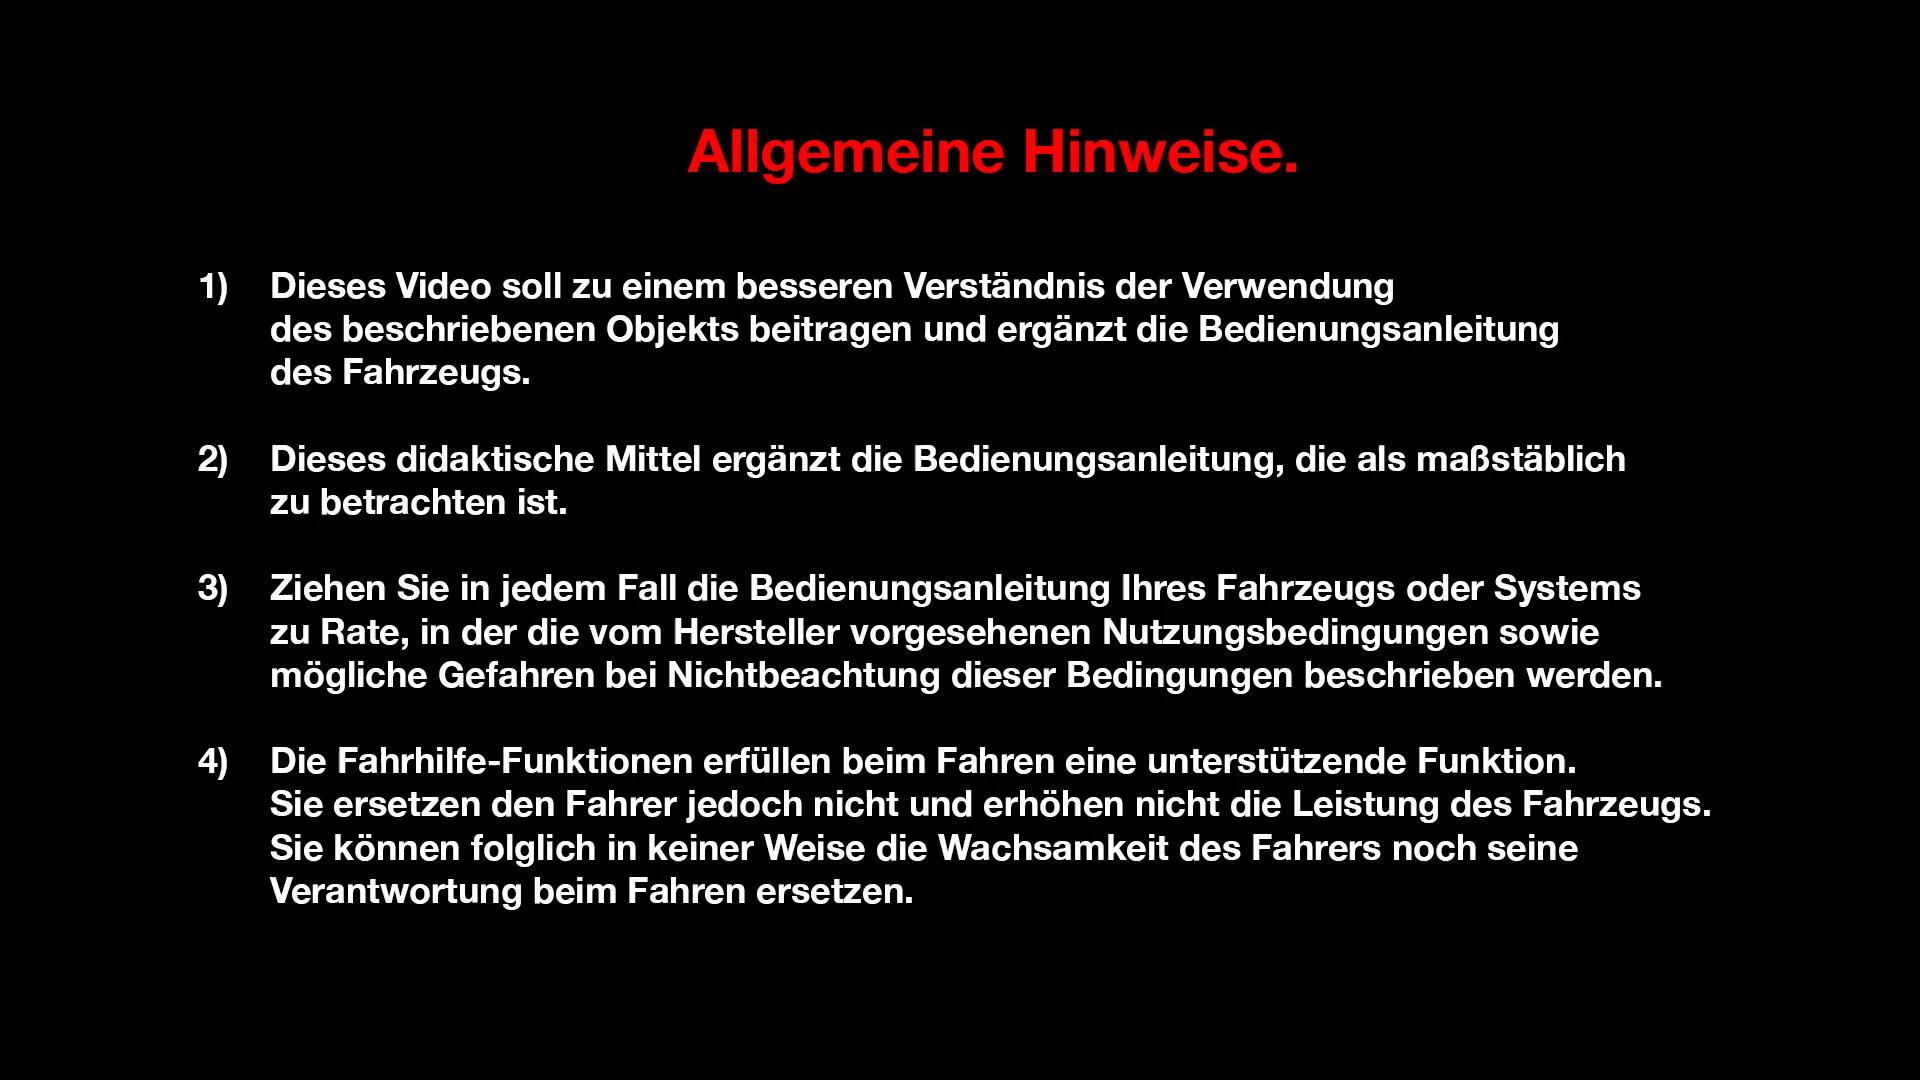 Allgemeine Hinweise.
1) Dieses Video soll zu einem besseren Verständnis der Verwendung
des beschriebenen Objekts beitragen und ergänzt die Bedienungsanleitung
des Fahrzeugs.
2) Dieses didaktische Mittel ergänzt die Bedienungsanleitung, die als maßstäblich
zu betrachten ist.
3) Ziehen Sie in jedem Fall die Bedienungsanleitung Ihres Fahrzeugs oder Systems
zu Rate, in der die vom Hersteller vorgesehenen Nutzungsbedingungen sowie
mögliche Gefahren bei Nichtbeachtung dieser Bedingungen beschrieben werden.
4) Die Fahrhilfe-Funktionen erfüllen beim Fahren eine unterstützende Funktion.
Sie ersetzen den Fahrer jedoch nicht und erhöhen nicht die Leistung des Fahrzeugs.
Sie können folglich in keiner Weise die Wachsamkeit des Fahrers noch seine
Verantwortung beim Fahren ersetzen.